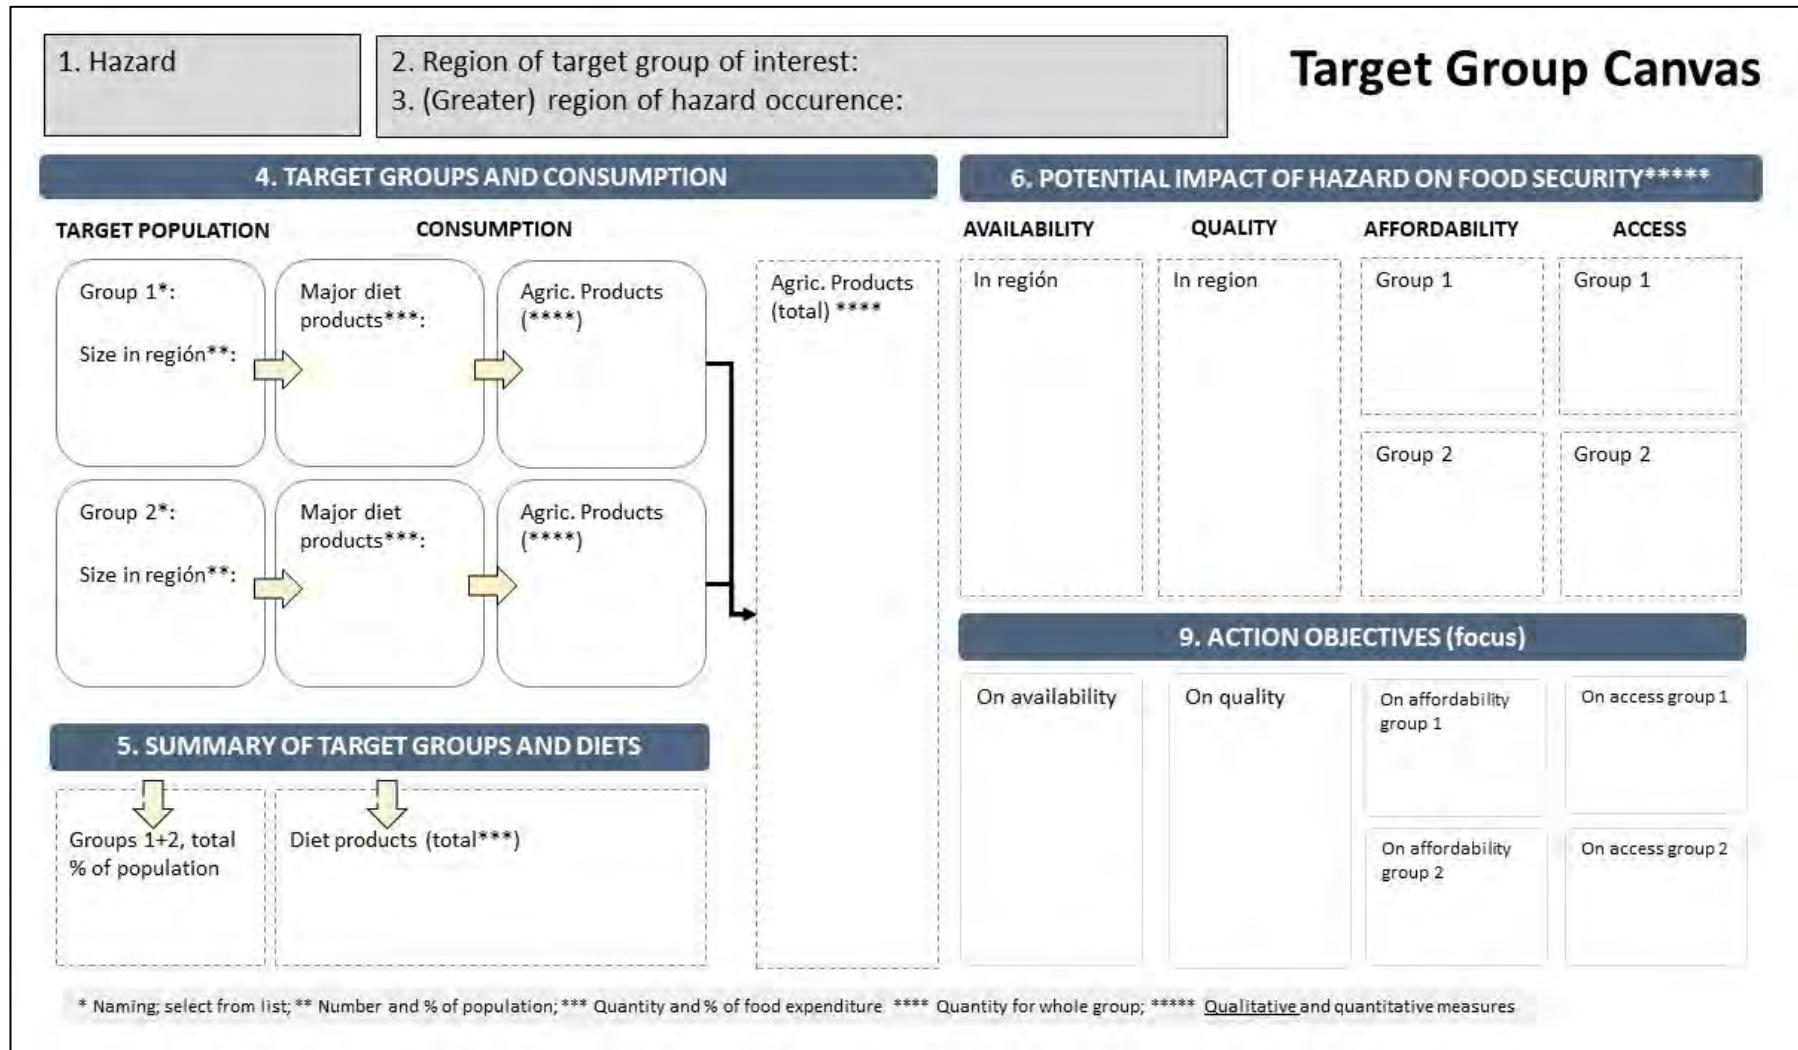 1. Hazard
2. Region of target group of interest:
3. (Greater) region of hazard occurence:
Target Group Canvas
4. TARGET GROUPS AND CONSUMPTION
TARGET POPULATION
CONSUMPTION
Group 1*:
Size in región**:
Major diet
products***:
Agric. Products
(****)
Group 2*:
Size in región**:
Major diet
products***:
Agric. Products
(****)
Agric. Products
(total) ****
5. SUMMARY OF TARGET GROUPS AND DIETS
Groups 1+2, total
% of population
Diet products (total***)
6. POTENTIAL IMPACT OF HAZARD ON FOOD SECURITY*****
AVAILABILITY
QUALITY
AFFORDABILITY
ACCESS
In región
In region
Group 1
Group 1
Group 2
Group 2
9. ACTION OBJECTIVES (focus)
On availability
On quality
On affordability
group 1
On access group 1
On affordability
group 2
On access group 2
* Naming; select from list; ** Number and % of population; *** Quantity and % of food expenditure **** Quantity for whole group; ***** Qualitative and quantitative measures